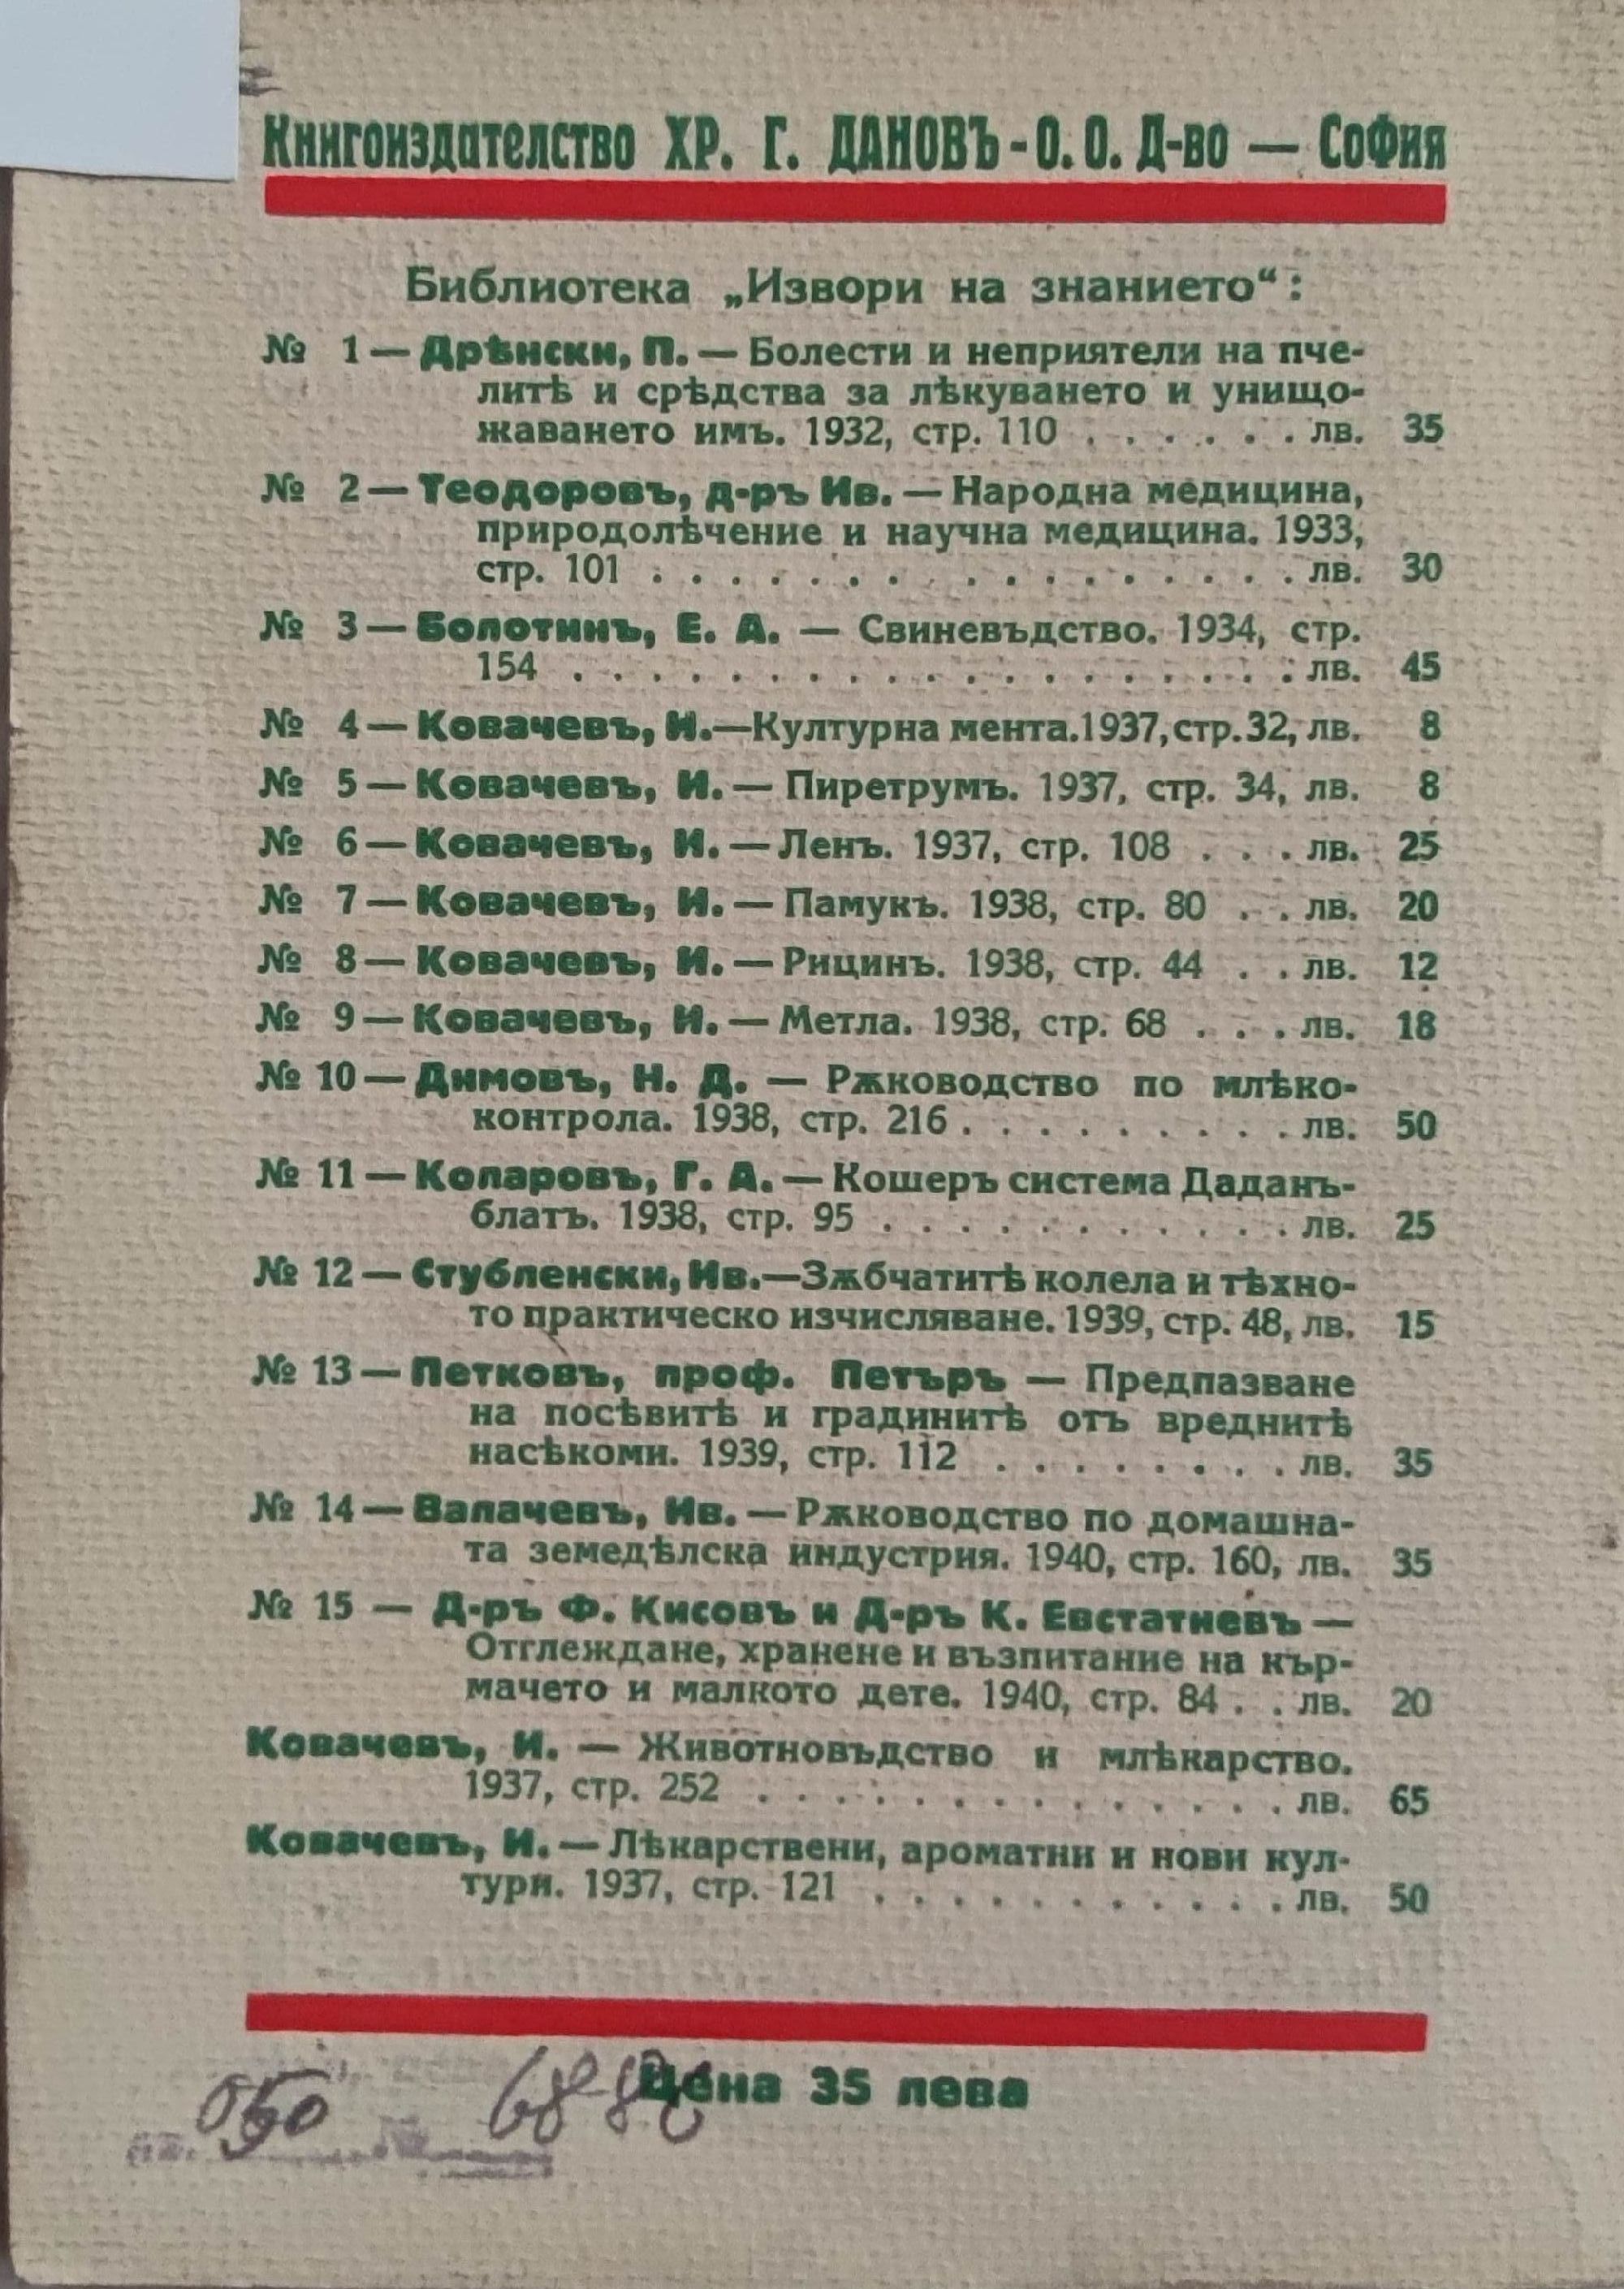 Книгоиздателство ХР. Г. ДАНОВЪ - О. О. Д-во — София
Библиотека „Извори на знанието“:
№ 1 — Дрѣнски, П. — Болести и неприятели на пче-
литѣ и срѣдства за лѣкуването и унищо-
жаването имъ. 1932, стр. 110 . . . . . . лв. 35
№ 2 — Теодоровъ, д-ръ Ив. — Народна медицина,
природолѣчение и научна медицина. 1933,
стр. 101 . . . . . . . . . . . . . . . . . лв. 30
№ 3 — Болотинъ, Е. А. — Свиневъдство. 1934, стр.
154 . . . . . . . . . . . . . . . . . . . лв. 45
№ 4 — Ковачевъ, И.—Културна мента.1937,стр.32, лв. 8
№ 5 — Ковачевъ, И. — Пиретрумъ. 1937, стр. 34, лв. 8
№ 6 — Ковачевъ, И. — Ленъ. 1937, стр. 108 . . . лв. 25
№ 7 — Ковачевъ, И. — Памукъ. 1938, стр. 80 . . лв. 20
№ 8 — Ковачевъ, И. — Рицинъ. 1938, стр. 44 . . лв. 12
№ 9 — Ковачевъ, И. — Метла. 1938, стр. 68 . . . лв. 18
№ 10 — Димовъ, Н. Д. — Рѫководство по млѣко-
контрола. 1938, стр. 216 . . . . . . . . . лв. 50
№ 11 — Копаровъ, Г. А. — Кошеръ система Даданъ-
блатъ. 1938, стр. 95 . . . . . . . . . . . лв. 25
№ 12 — Стубленски, Ив.—Зѫбчатитѣ колела и тѣхно-
то практическо изчисляване. 1939, стр. 48, лв. 15
№ 13 — Петковъ, проф. Петъръ — Предпазване
на посѣвитѣ и градинитѣ отъ вреднитѣ
насѣкоми. 1939, стр. 112 . . . . . . . . лв. 35
№ 14 — Валачевъ, Ив. — Рѫководство по домашна-
та земедѣлска индустрия. 1940, стр. 160, лв. 35
№ 15 — Д-ръ Ф. Кисовъ и Д-ръ К. Евстатиевъ —
Отглеждане, хранене и възпитание на кър-
мачето и малкото дете. 1940, стр. 84 . . лв. 20
Ковачевъ, И. — Животновъдство и млѣкарство.
1937, стр. 252 . . . . . . . . . . . . . . лв. 65
Ковачевъ, И. — Лѣкарствени, ароматни и нови кул-
тури. 1937, стр. 121 . . . . . . . . . . . лв. 50
Цена 35 лева